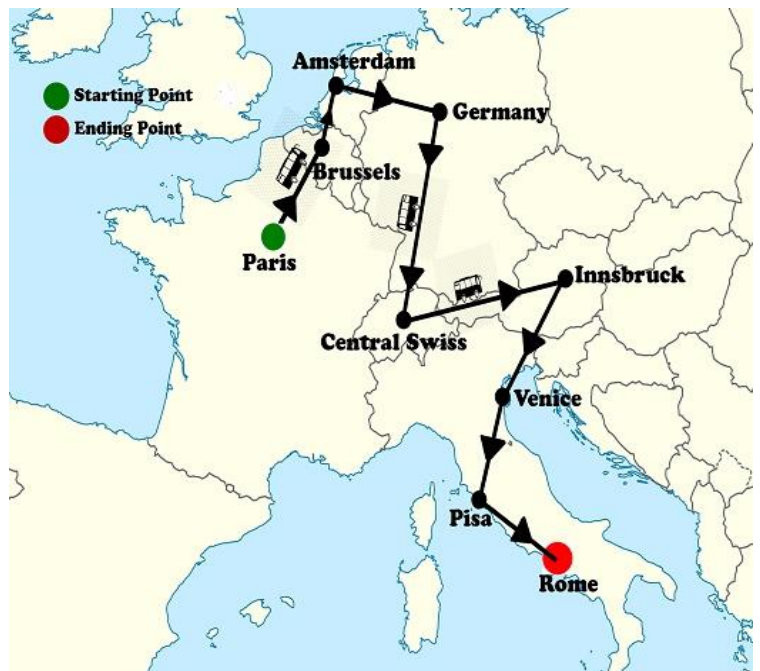 Amsterdam
Starting Point
Germany
Ending Point
Brussels
Paris
Innsbruck
Central Swiss
Venice
Pisa
Rome